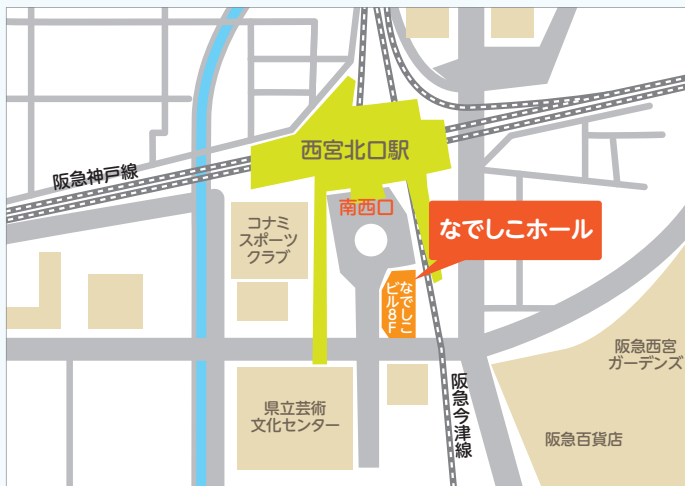 西宮北口駅
阪急神戸線
南西口
コナミ
スポーツ
クラブ
なでしこホール
なでしこ
ビル8F
阪急西宮
ガーデンズ
阪急今津線
県立芸術
文化センター
阪急百貨店